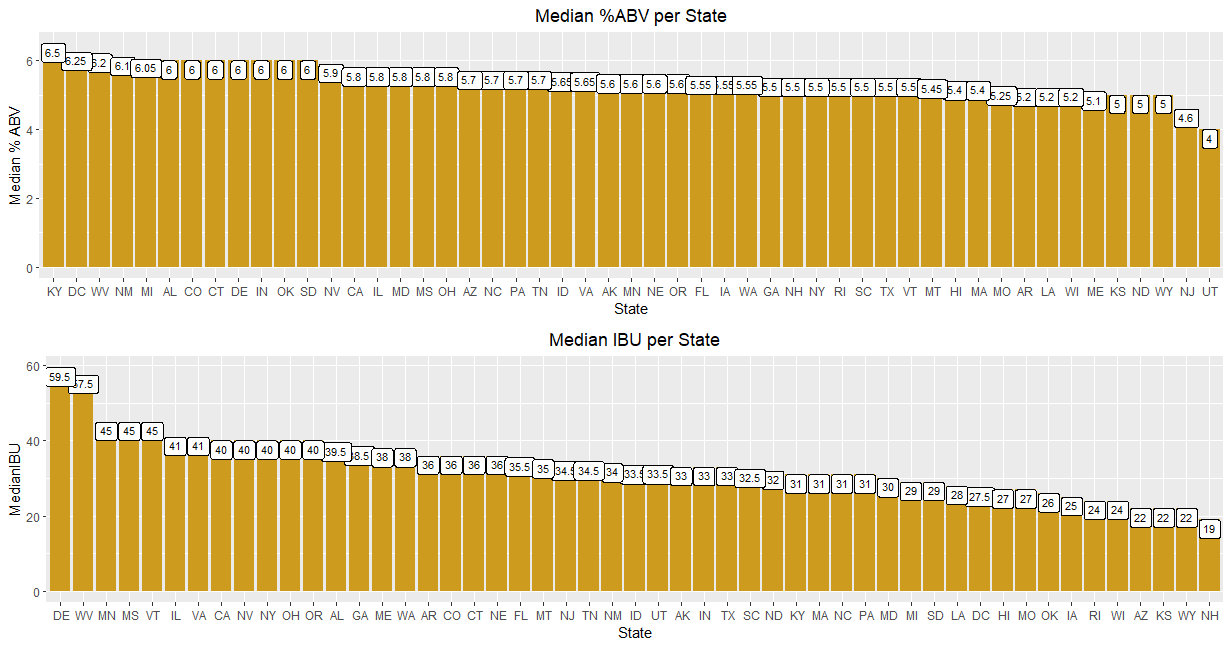 Median %ABV per State
Median % ABV
6
4
2
0
6.5 6.25 6.2 6.1 6.05 6 6 6 6 6 6 6 5.9 5.8 5.8 5.8 5.8 5.8 5.7 5.7 5.7 5.7 5.65 5.65 5.6 5.6 5.6 5.6 5.55 5.55 5.55 5.5 5.5 5.5 5.5 5.5 5.5 5.5 5.45 5.4 5.4 5.25 5.2 5.2 5.2 5.1 5 5 5 4.6 4
KY DC WV NM MI AL CO CT DE IN OK SD NV CA IL MD MS OH AZ NC PA TN ID VA AK MN NE OR FL IA WA GA NH NY RI SC TX VT MT HI MA MO AR LA WI ME KS ND WY NJ UT
State
Median IBU per State
MedianIBU
60
40
20
0
59.5 57.5 45 45 45 41 41 40 40 40 40 40 39.5 38.5 38 38 36 36 36 36 35.5 35 34.5 34.5 34 33.5 33.5 33 33 33 32.5 32 31 31 31 31 30 29 29 28 27.5 27 27 26 25 24 24 22 22 22 19
DE WV MN MS VT IL VA CA NV NY OH OR AL GA ME WA AR CO CT NE FL MT NJ TN NM ID UT AK IN TX SC ND KY MA NC PA MD MI SD LA DC HI MO OK IA RI WI AZ KS WY NH
State